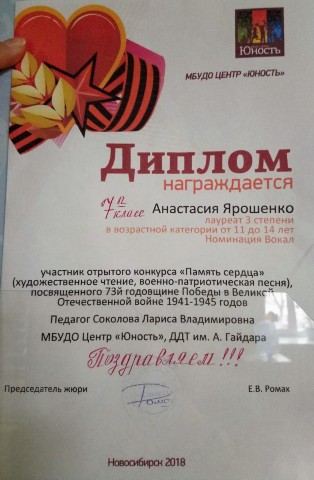 Юность
МБУДО ЦЕНТР «ЮНОСТЬ»
Диплом
награждается
7 класс
Анастасия Ярошенко
лауреат 3 степени
в возрастной категории от 11 до 14 лет
Номинация Вокал
участник отрытого конкурса «Память сердца»
(художественное чтение, военно-патриотическая песня),
посвященного 73й годовщине Победы в Великой
Отечественной войне 1941-1945 годов
Педагог Соколова Лариса Владимировна
МБУДО Центр «Юность», ДДТ им. А. Гайдара
Поздравляем!!!
Председатель жюри
Е.В. Ромах
Новосибирск 2018